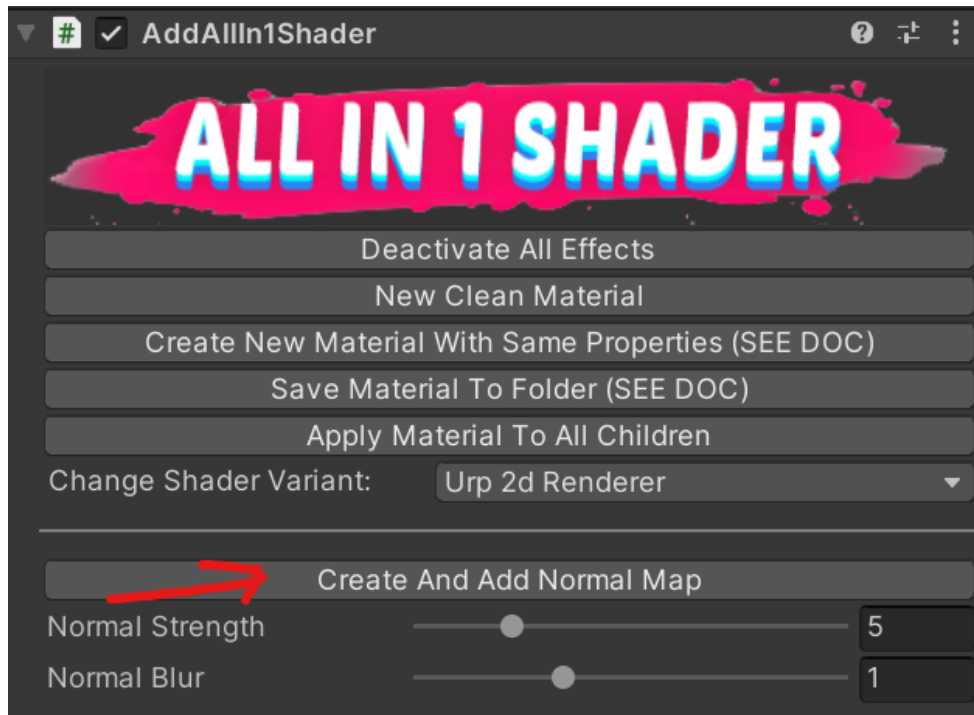 AddAllIn1Shader
ALL IN 1 SHADER
Deactivate All Effects
New Clean Material
Create New Material With Same Properties (SEE DOC)
Save Material To Folder (SEE DOC)
Apply Material To All Children
Change Shader Variant: Urp 2d Renderer
Create And Add Normal Map
Normal Strength 5
Normal Blur 1